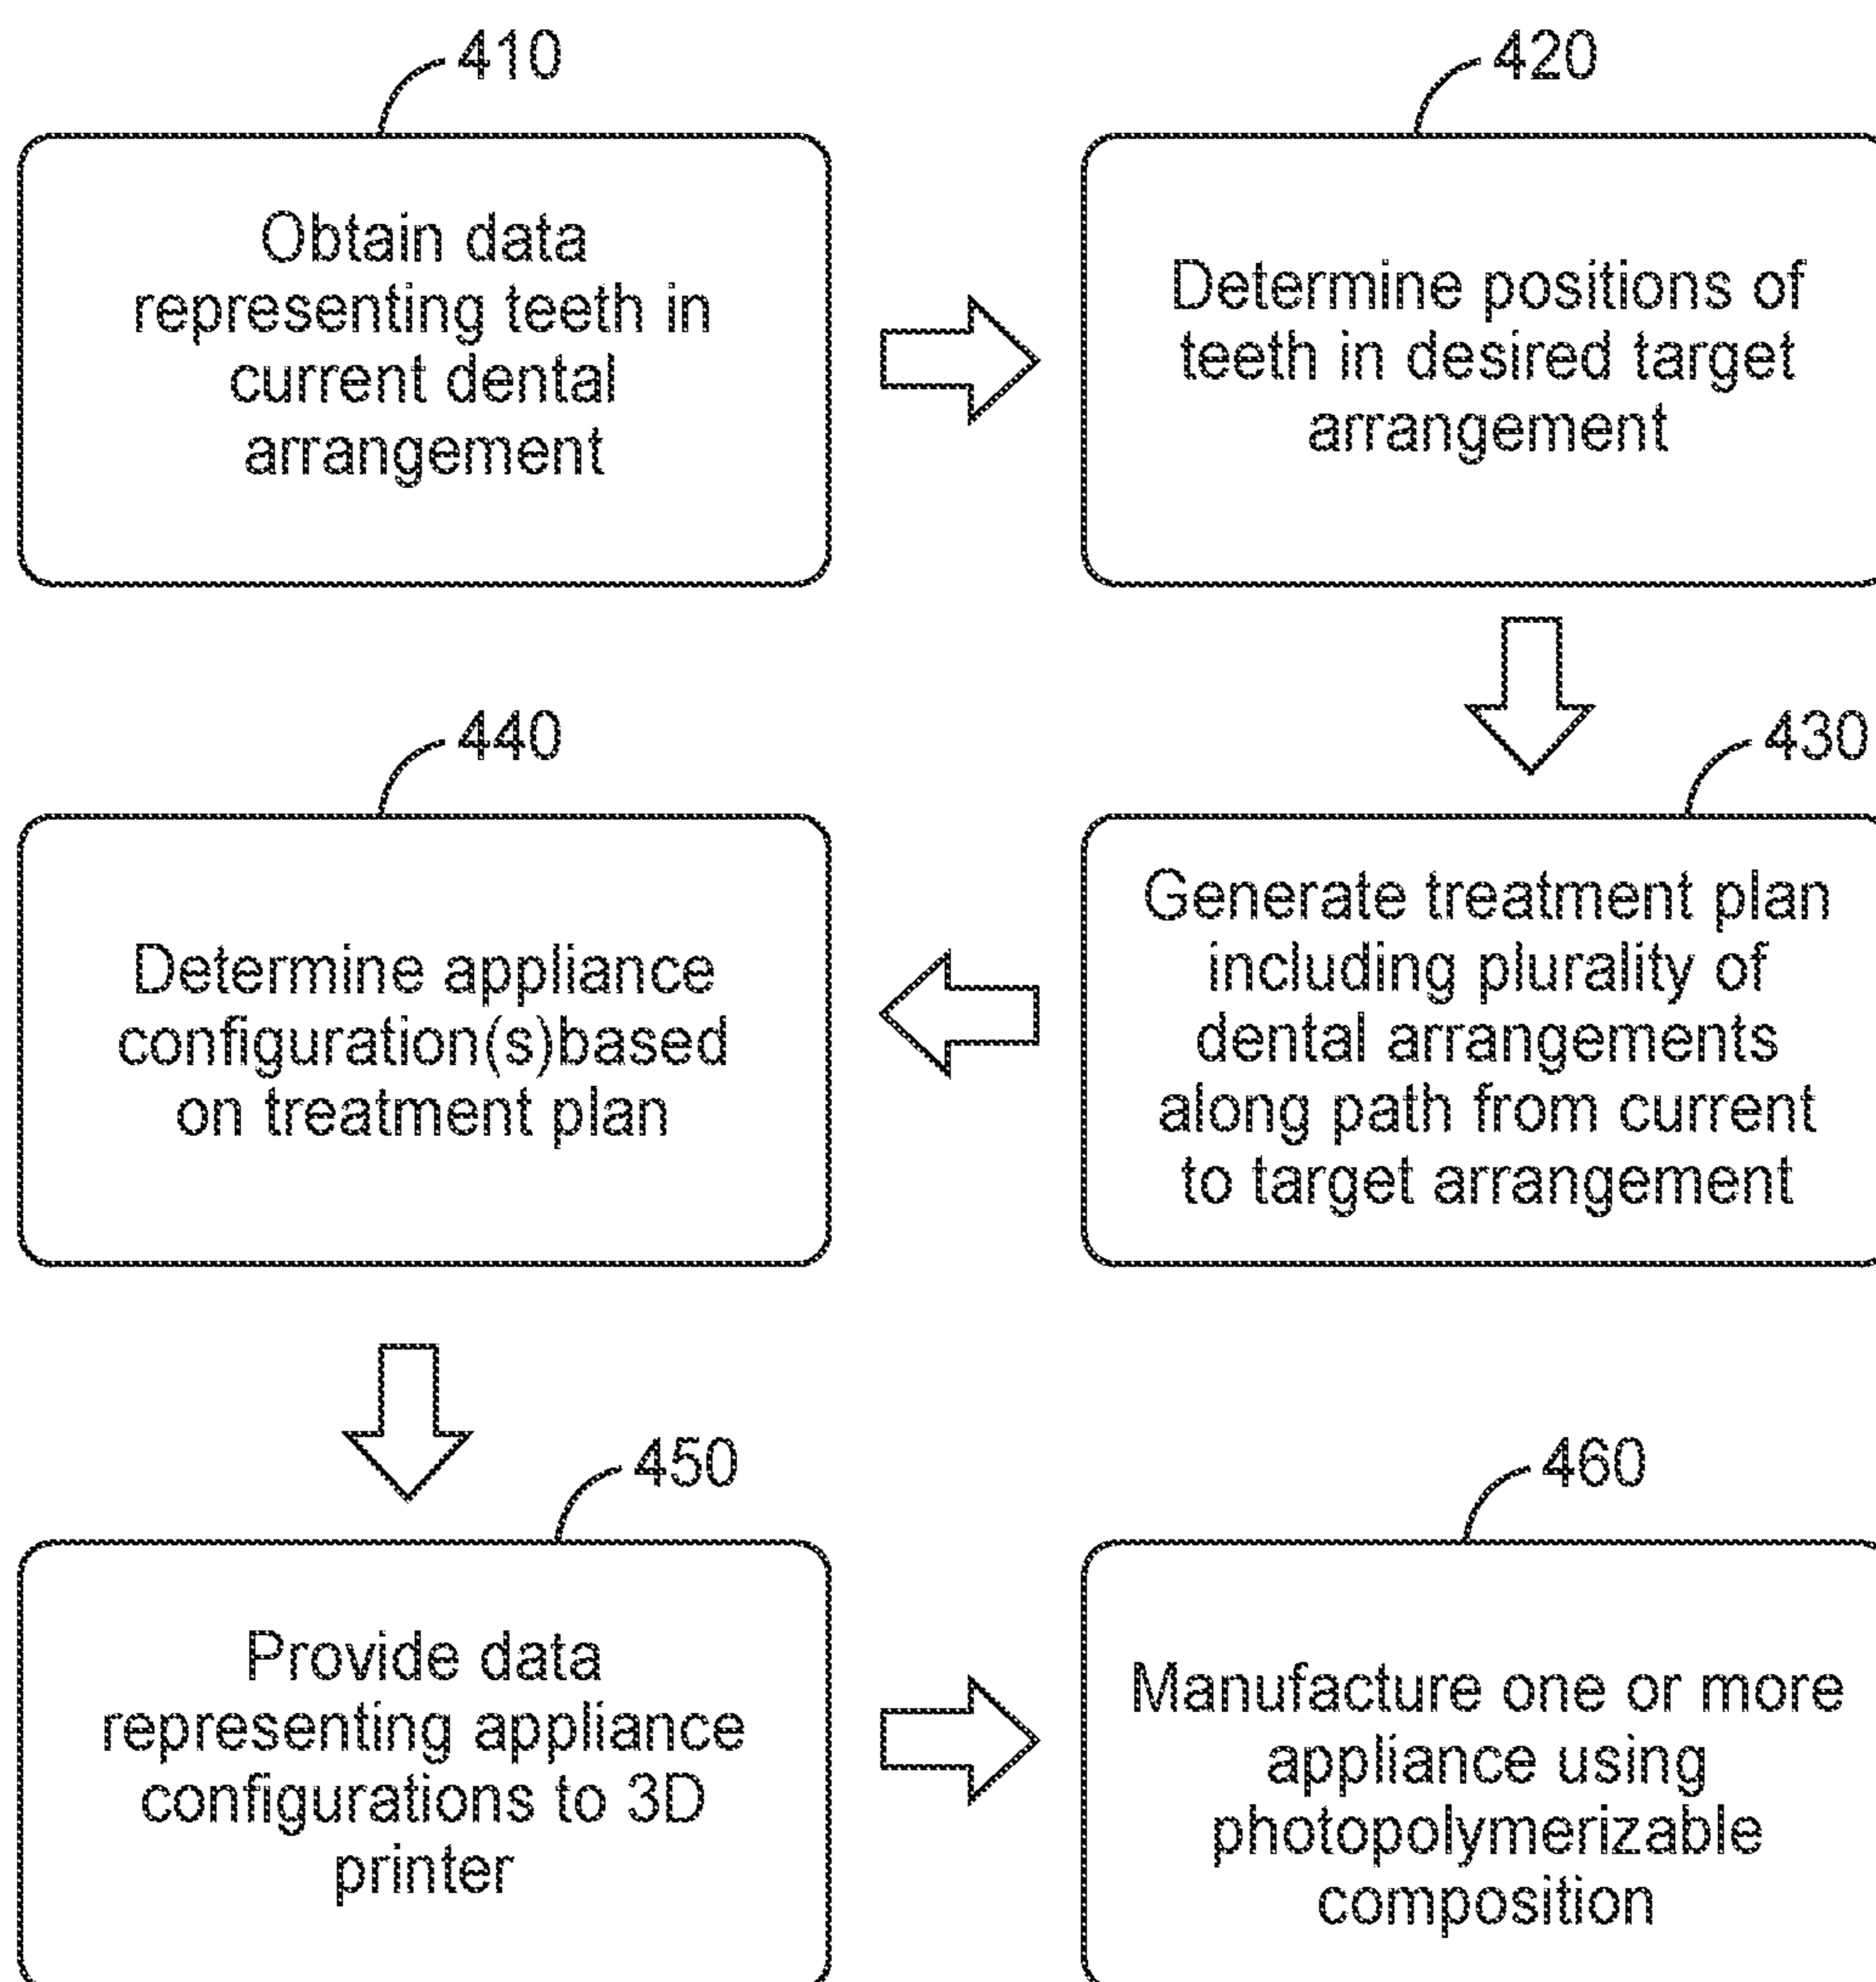 410
Obtain data
representing teeth in
current dental
arrangement
420
Determine positions of
teeth in desired target
arrangement
430
Generate treatment plan
including plurality of
dental arrangements
along path from current
to target arrangement
440
Determine appliance
configuration(s)based
on treatment plan
450
Provide data
representing appliance
configurations to 3D
printer
460
Manufacture one or more
appliance using
photopolymerizable
composition